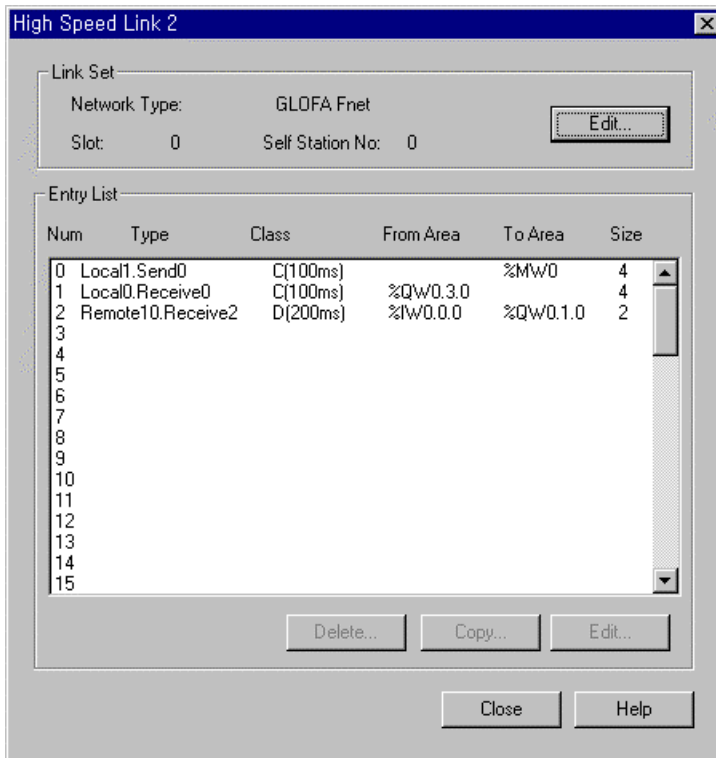 High Speed Link 2
Link Set
Network Type: GLOFA Fnet
Edit...
Slot: 0 Self Station No: 0
Entry List
Num Type Class From Area To Area Size
0 Local1.Send0 C(100ms) %MW0 4
1 Local0.Receive0 C(100ms) %QW0.3.0 4
2 Remote10.Receive2 D(200ms) %IW0.0.0 %QW0.1.0 2
3
4
5
6
7
8
9
10
11
12
13
14
15
Delete... Copy... Edit...
Close Help